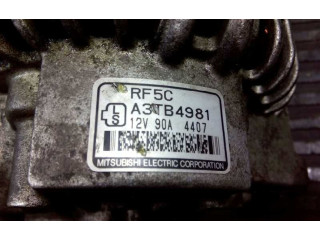 RF5C
A3TB4981
12V 90A 4407
MITSUBISHI ELECTRIC CORPORATION